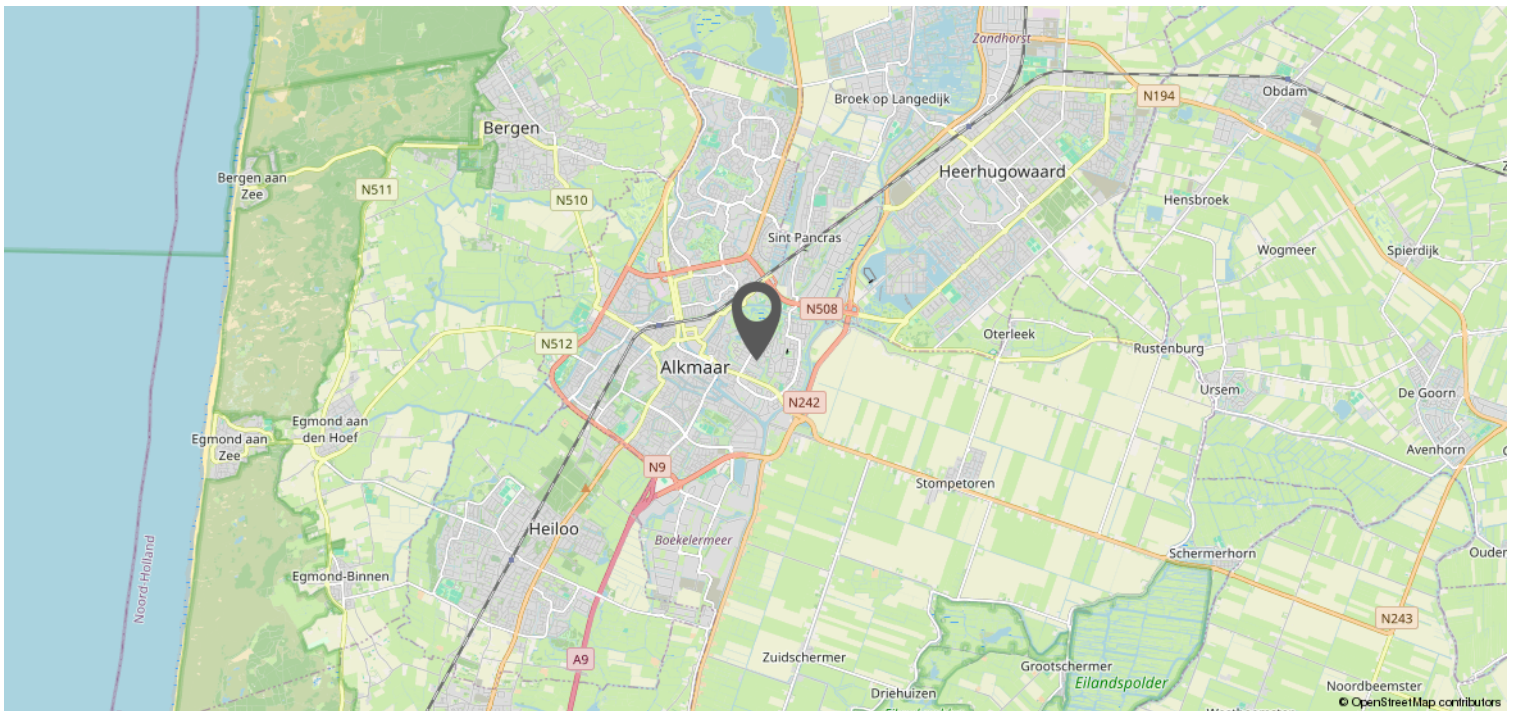 Zandhorst
Broek op Langedijk
N194
Obdam
Bergen
Bergen aan
Zee
N511
N510
Heerhugowaard
Hensbroek
Sint Pancras
Wogmeer
Spierdijk
N508
Oterleek
Rustenburg
N512
Alkmaar
Ursem
De Goorn
N242
Egmond aan
den Hoef
Egmond aan
Zee
Avenhorn
N9
Stompetoren
Heiloo
Boekelermeer
Schermerhorn
Ouder
Noord-Holland
Egmond-Binnen
N243
A9
Zuidschermer
Grootschermer
Eilandspolder
Noordbeemster
Driehuizen
© OpenStreetMap contributors